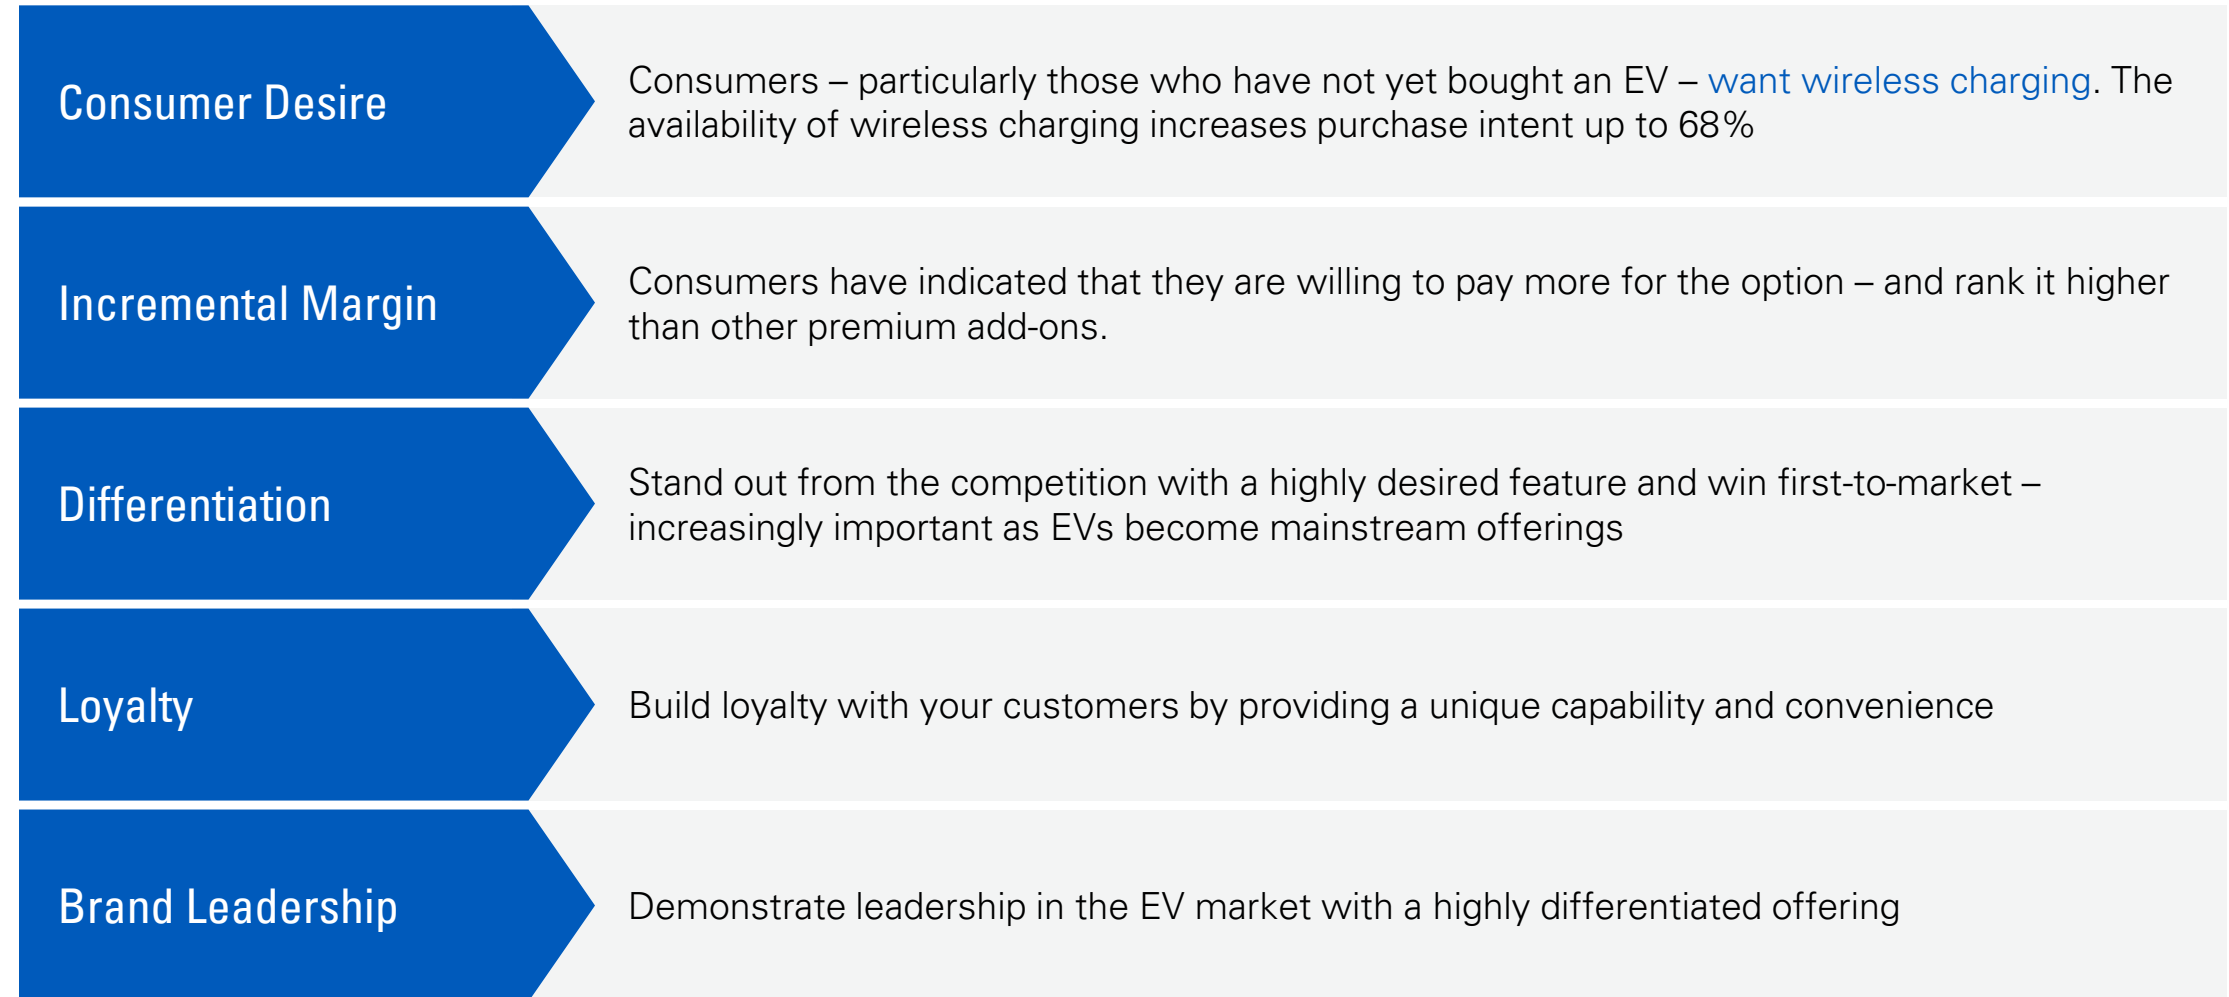 Consumer Desire
Consumers – particularly those who have not yet bought an EV – want wireless charging. The
availability of wireless charging increases purchase intent up to 68%
Incremental Margin
Consumers have indicated that they are willing to pay more for the option – and rank it higher
than other premium add-ons.
Differentiation
Stand out from the competition with a highly desired feature and win first-to-market –
increasingly important as EVs become mainstream offerings
Loyalty
Build loyalty with your customers by providing a unique capability and convenience
Brand Leadership
Demonstrate leadership in the EV market with a highly differentiated offering